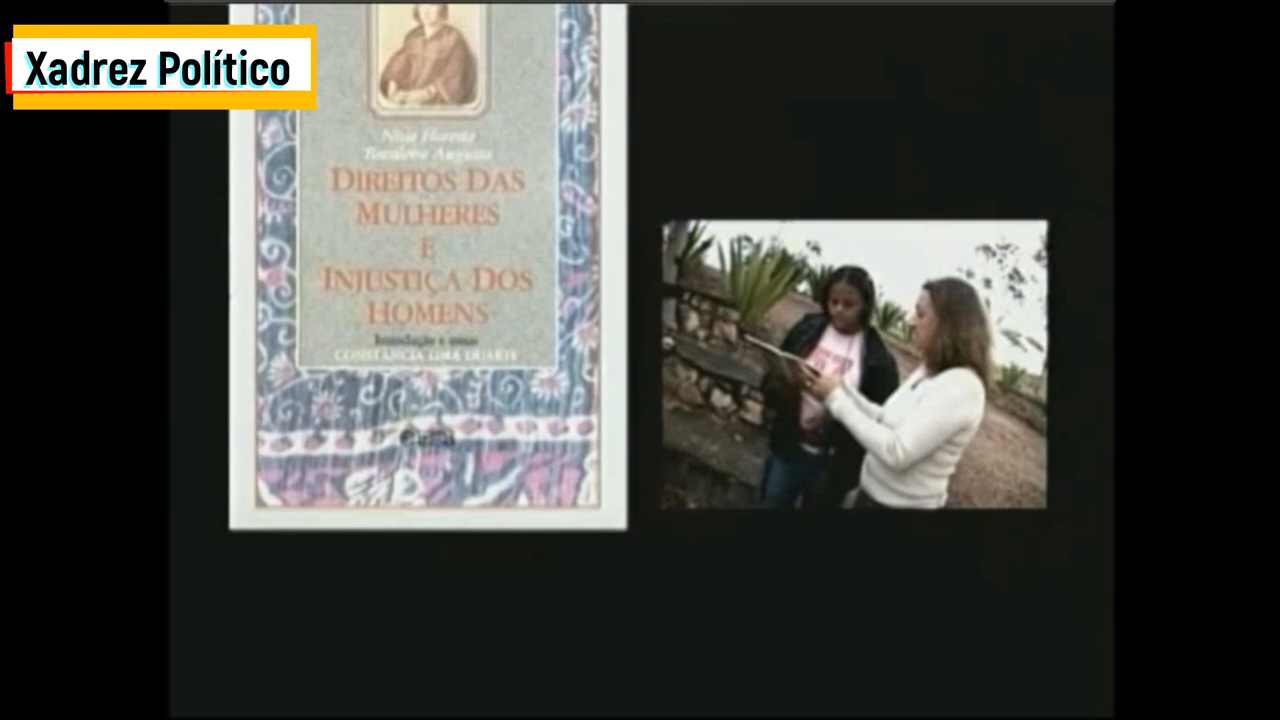 Xadrez Político
Nísia Floresta
Brasileira Augusta
DIREITOS DAS
MULHERES
E
INJUSTIÇA DOS
HOMENS
Introdução e notas
CONSTÂNCIA LIMA DUARTE